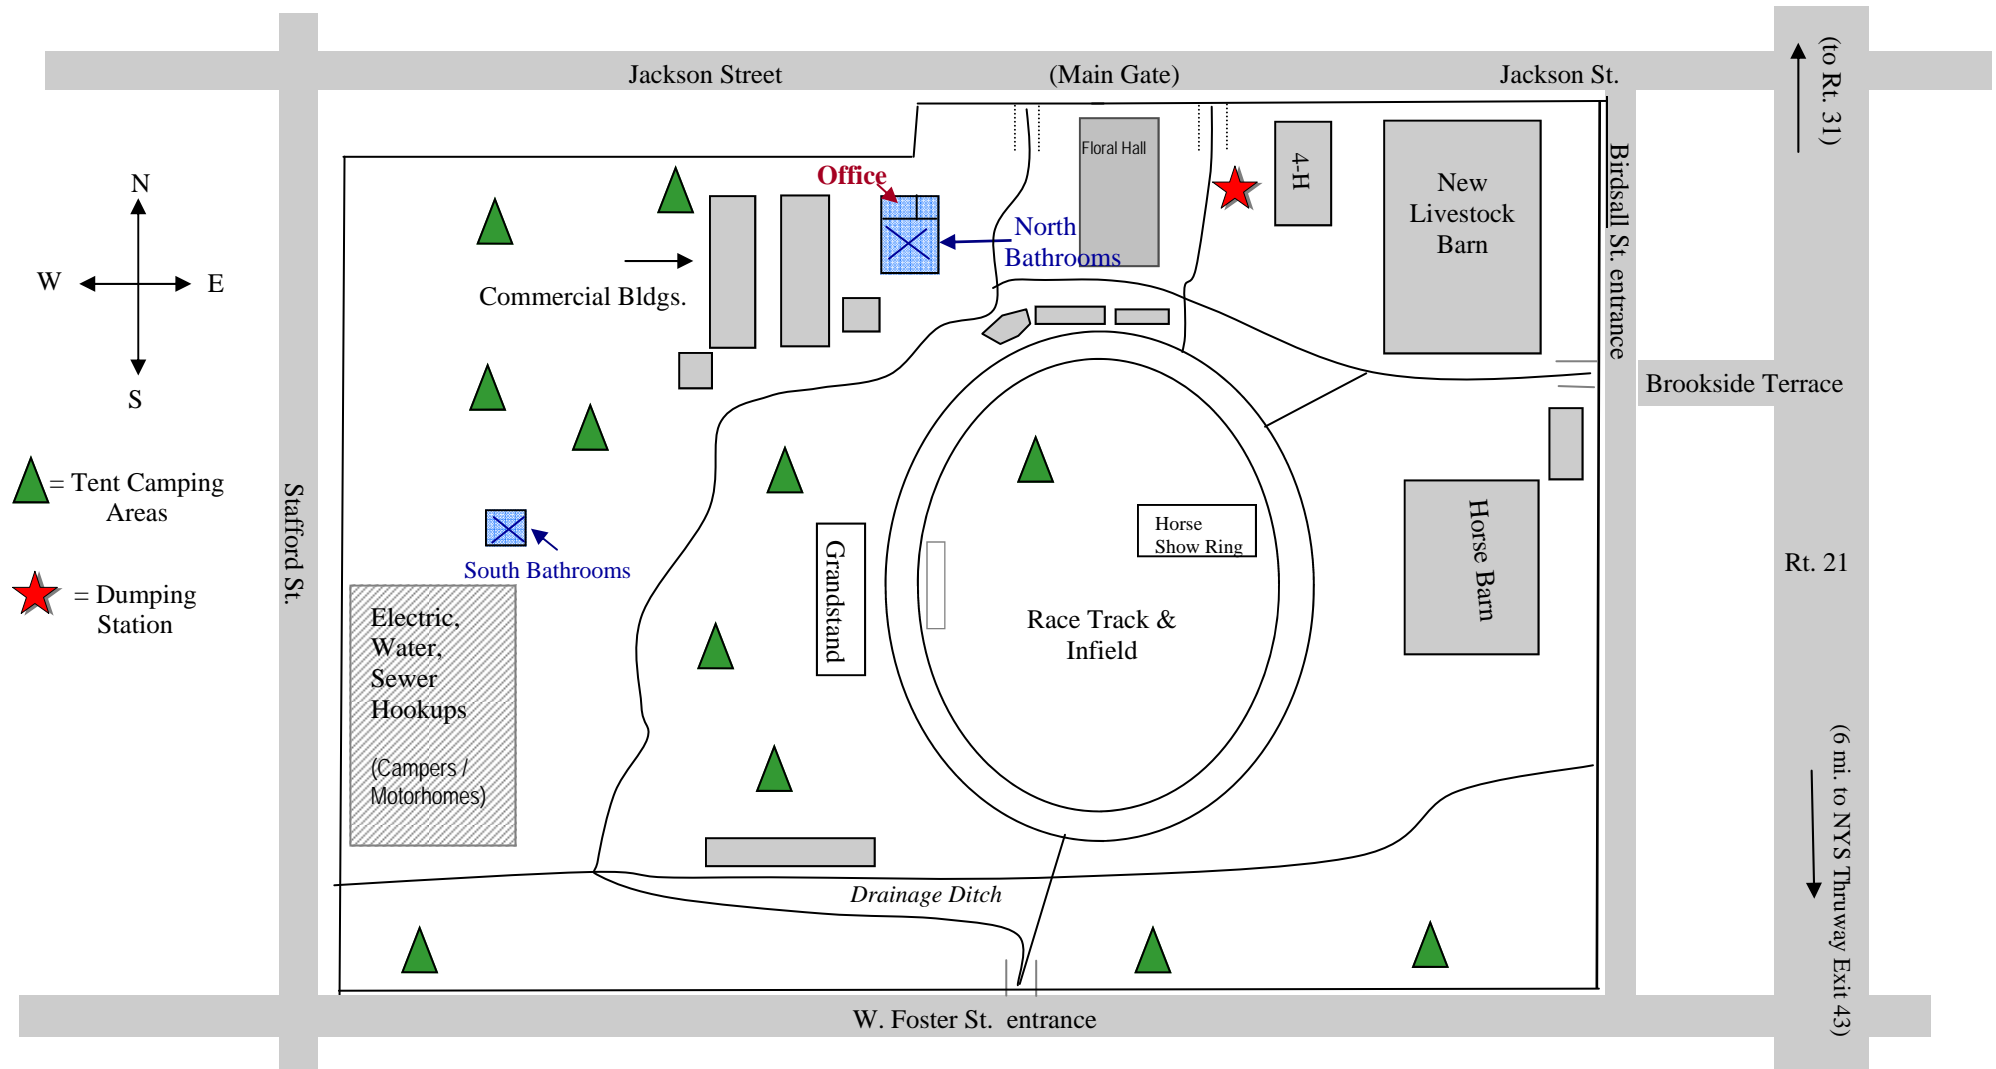 Jackson Street
(Main Gate)
Jackson St.
(to Rt. 31)
Floral Hall
4-H
New
Livestock
Barn
Birdsall St. entrance
Office
North
Bathrooms
N
W
E
S
Commercial Bldgs.
Brookside Terrace
= Tent Camping
Areas
= Dumping
Station
Stafford St.
South Bathrooms
Electric,
Water,
Sewer
Hookups
(Campers /
Motorhomes)
Grandstand
Horse
Show Ring
Race Track &
Infield
Horse Barn
Rt. 21
(6 mi. to NYS Thruway Exit 43)
Drainage Ditch
W. Foster St. entrance